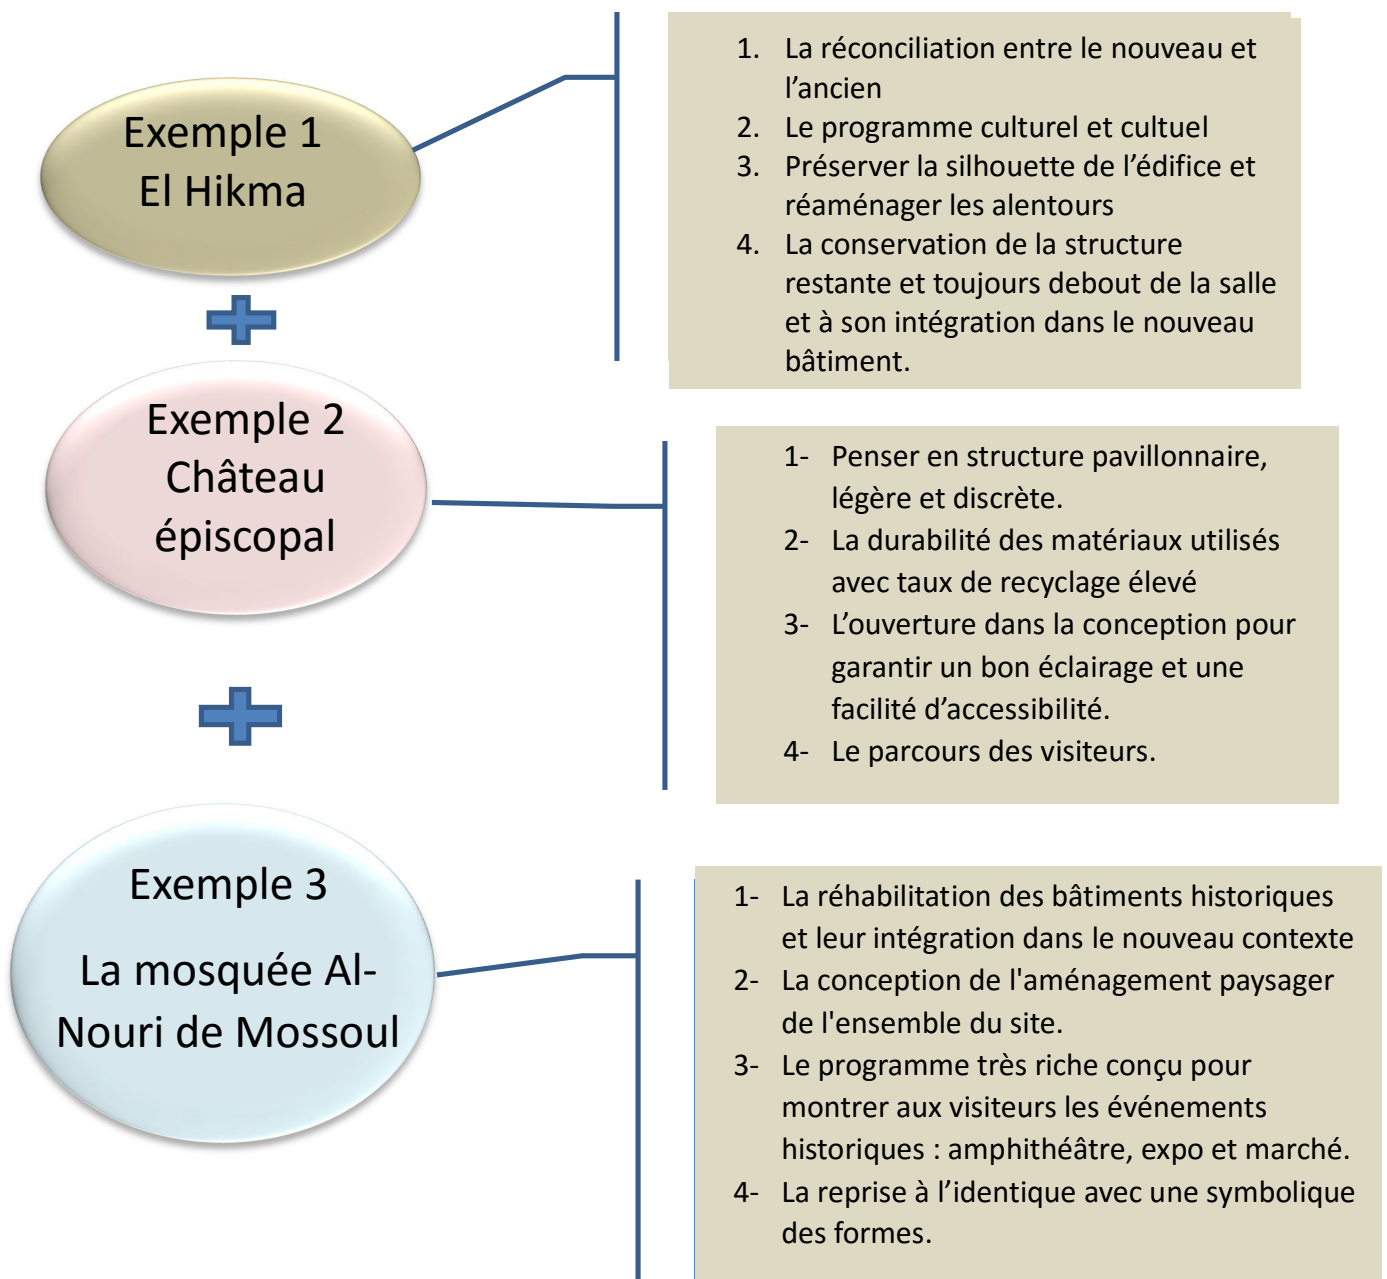 Exemple 1
El Hikma
1. La réconciliation entre le nouveau et
l’ancien
2. Le programme culturel et cultuel
3. Préserver la silhouette de l’édifice et
réaménager les alentours
4. La conservation de la structure
restante et toujours debout de la salle
et à son intégration dans le nouveau
bâtiment.
Exemple 2
Château
épiscopal
1- Penser en structure pavillonnaire,
légère et discrète.
2- La durabilité des matériaux utilisés
avec taux de recyclage élevé
3- L’ouverture dans la conception pour
garantir un bon éclairage et une
facilité d’accessibilité.
4- Le parcours des visiteurs.
Exemple 3
La mosquée Al-
Nouri de Mossoul
1- La réhabilitation des bâtiments historiques
et leur intégration dans le nouveau contexte
2- La conception de l'aménagement paysager
de l'ensemble du site.
3- Le programme très riche conçu pour
montrer aux visiteurs les événements
historiques : amphithéâtre, expo et marché.
4- La reprise à l’identique avec une symbolique
des formes.